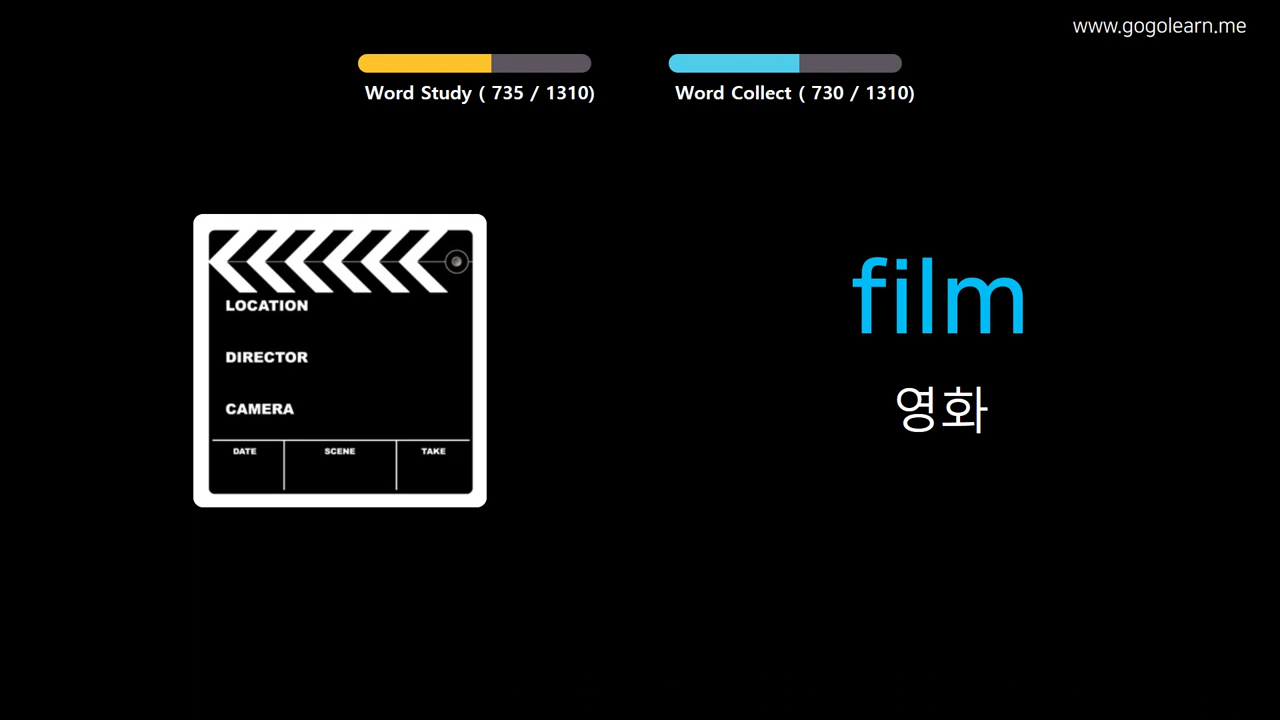 www.gogolearn.me
Word Study ( 735 / 1310)
Word Collect ( 730 / 1310)
LOCATION
DIRECTOR
CAMERA
DATE
SCENE
TAKE
film
영화